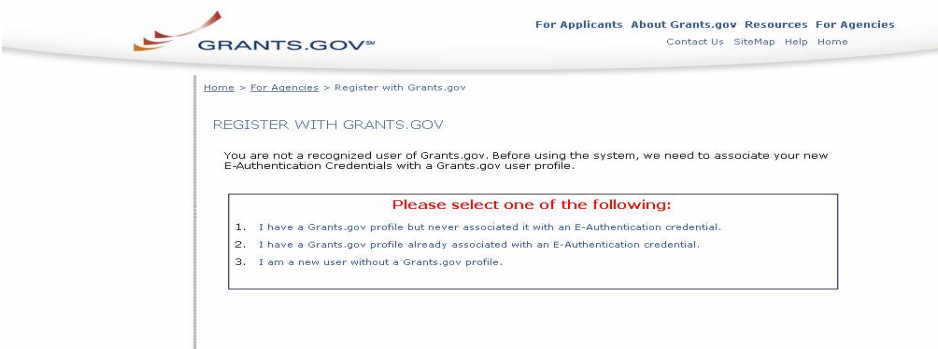 For Applicants About Grants.gov Resources For Agencies
GRANTS.GOV℠
Contact Us SiteMap Help Home
Home > For Agencies > Register with Grants.gov
REGISTER WITH GRANTS.GOV
You are not a recognized user of Grants.gov. Before using the system, we need to associate your new
E-Authentication Credentials with a Grants.gov user profile.
Please select one of the following:
1. I have a Grants.gov profile but never associated it with an E-Authentication credential.
2. I have a Grants.gov profile already associated with an E-Authentication credential.
3. I am a new user without a Grants.gov profile.